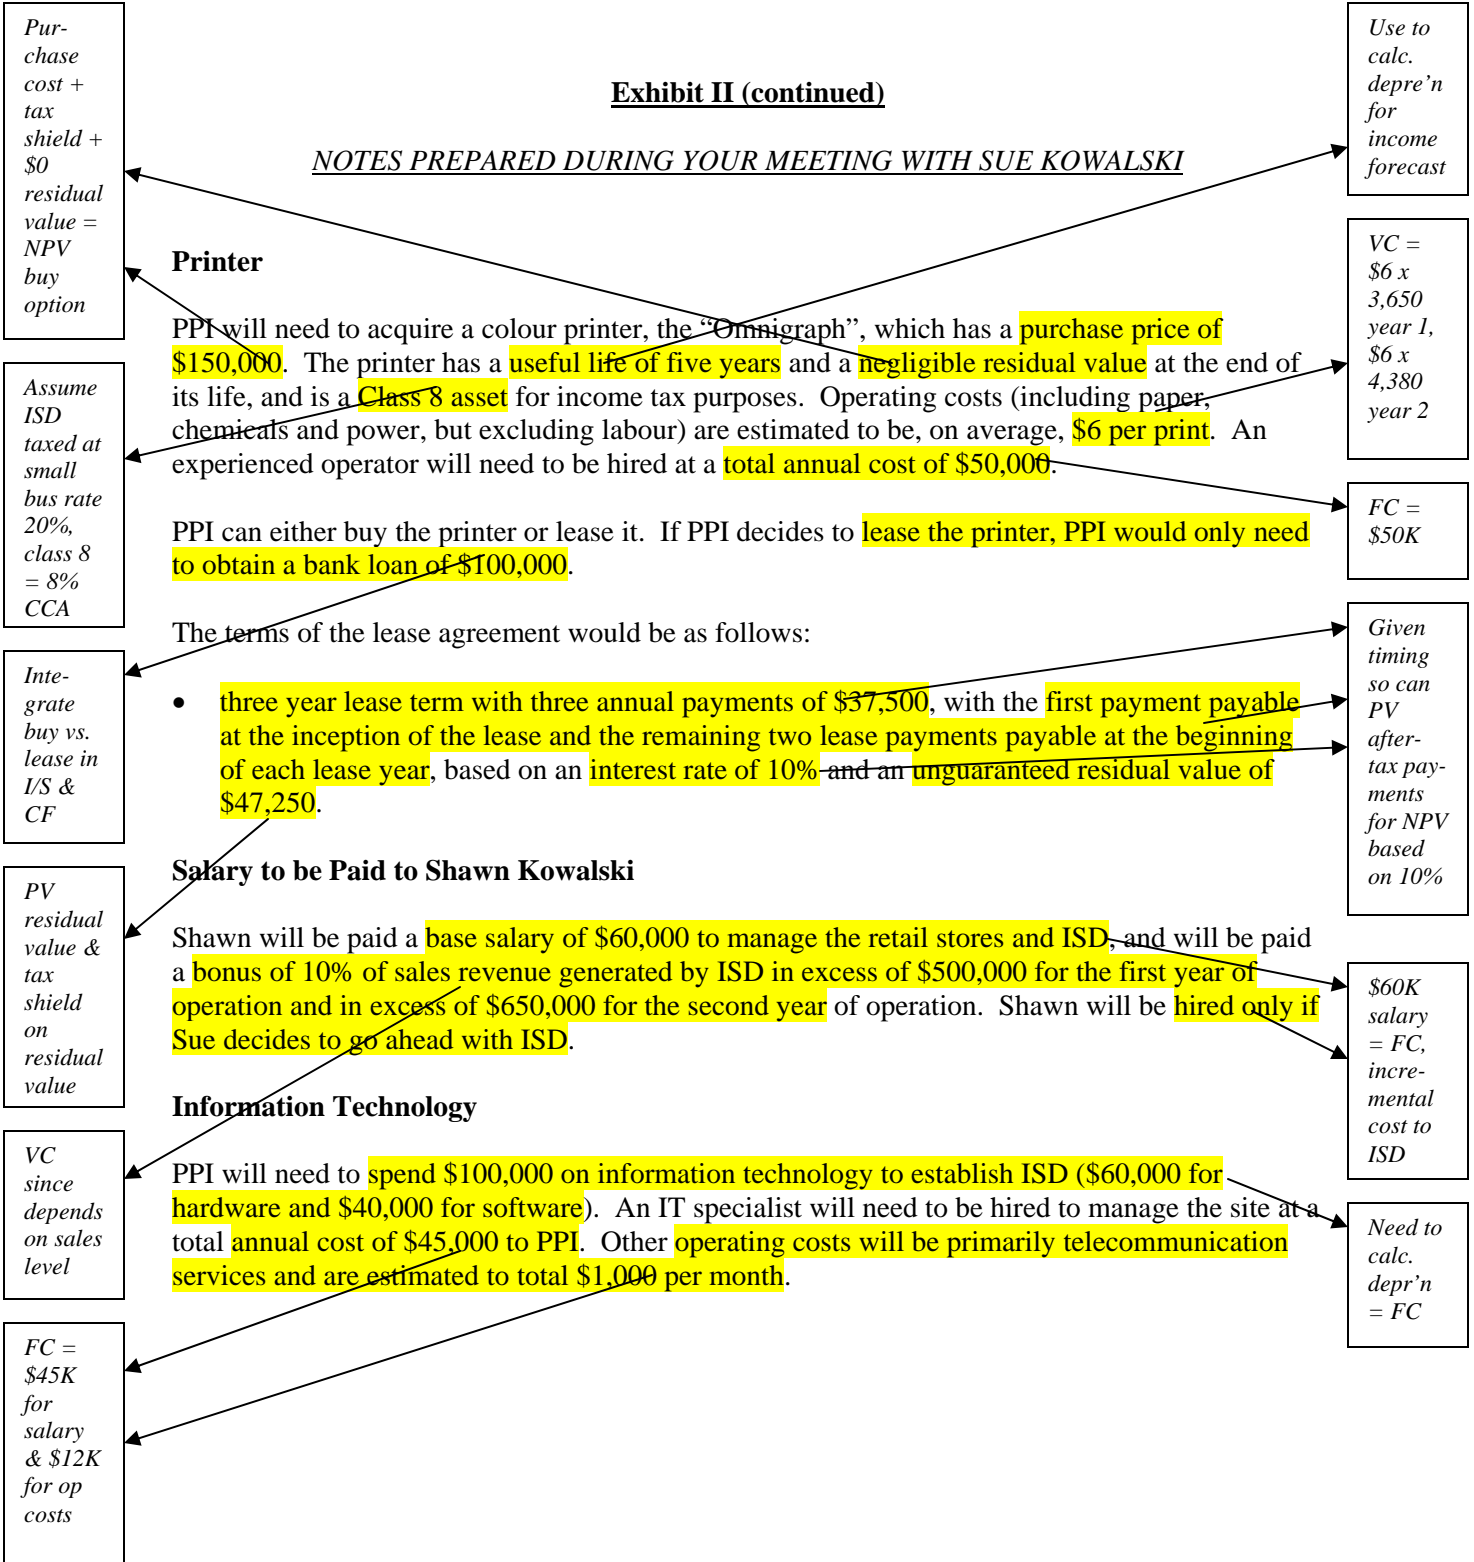 Pur-
chase
cost +
tax
shield +
$0
residual
value =
NPV
buy
option
Assume
ISD
taxed at
small
bus rate
20%,
class 8
= 8%
CCA
Inte-
grate
buy vs.
lease in
I/S &
CF
PV
residual
value &
tax
shield
on
residual
value
VC
since
depends
on sales
level
FC =
$45K
for
salary
& $12K
for op
costs
Exhibit II (continued)
NOTES PREPARED DURING YOUR MEETING WITH SUE KOWALSKI
Printer
PPI will need to acquire a colour printer, the “Omnigraph”, which has a purchase price of
$150,000. The printer has a useful life of five years and a negligible residual value at the end of
its life, and is a Class 8 asset for income tax purposes. Operating costs (including paper,
chemicals and power, but excluding labour) are estimated to be, on average, $6 per print. An
experienced operator will need to be hired at a total annual cost of $50,000.
PPI can either buy the printer or lease it. If PPI decides to lease the printer, PPI would only need
to obtain a bank loan of $100,000.
The terms of the lease agreement would be as follows:
• three year lease term with three annual payments of $37,500, with the first payment payable
at the inception of the lease and the remaining two lease payments payable at the beginning
of each lease year, based on an interest rate of 10% and an unguaranteed residual value of
$47,250.
Salary to be Paid to Shawn Kowalski
Shawn will be paid a base salary of $60,000 to manage the retail stores and ISD, and will be paid
a bonus of 10% of sales revenue generated by ISD in excess of $500,000 for the first year of
operation and in excess of $650,000 for the second year of operation. Shawn will be hired only if
Sue decides to go ahead with ISD.
Information Technology
PPI will need to spend $100,000 on information technology to establish ISD ($60,000 for
hardware and $40,000 for software). An IT specialist will need to be hired to manage the site at a
total annual cost of $45,000 to PPI. Other operating costs will be primarily telecommunication
services and are estimated to total $1,000 per month.
Use to
calc.
depre’n
for
income
forecast
VC =
$6 x
3,650
year 1,
$6 x
4,380
year 2
FC =
$50K
Given
timing
so can
PV
after-
tax pay-
ments
for NPV
based
on 10%
$60K
salary
= FC,
incre-
mental
cost to
ISD
Need to
calc.
depr’n
= FC